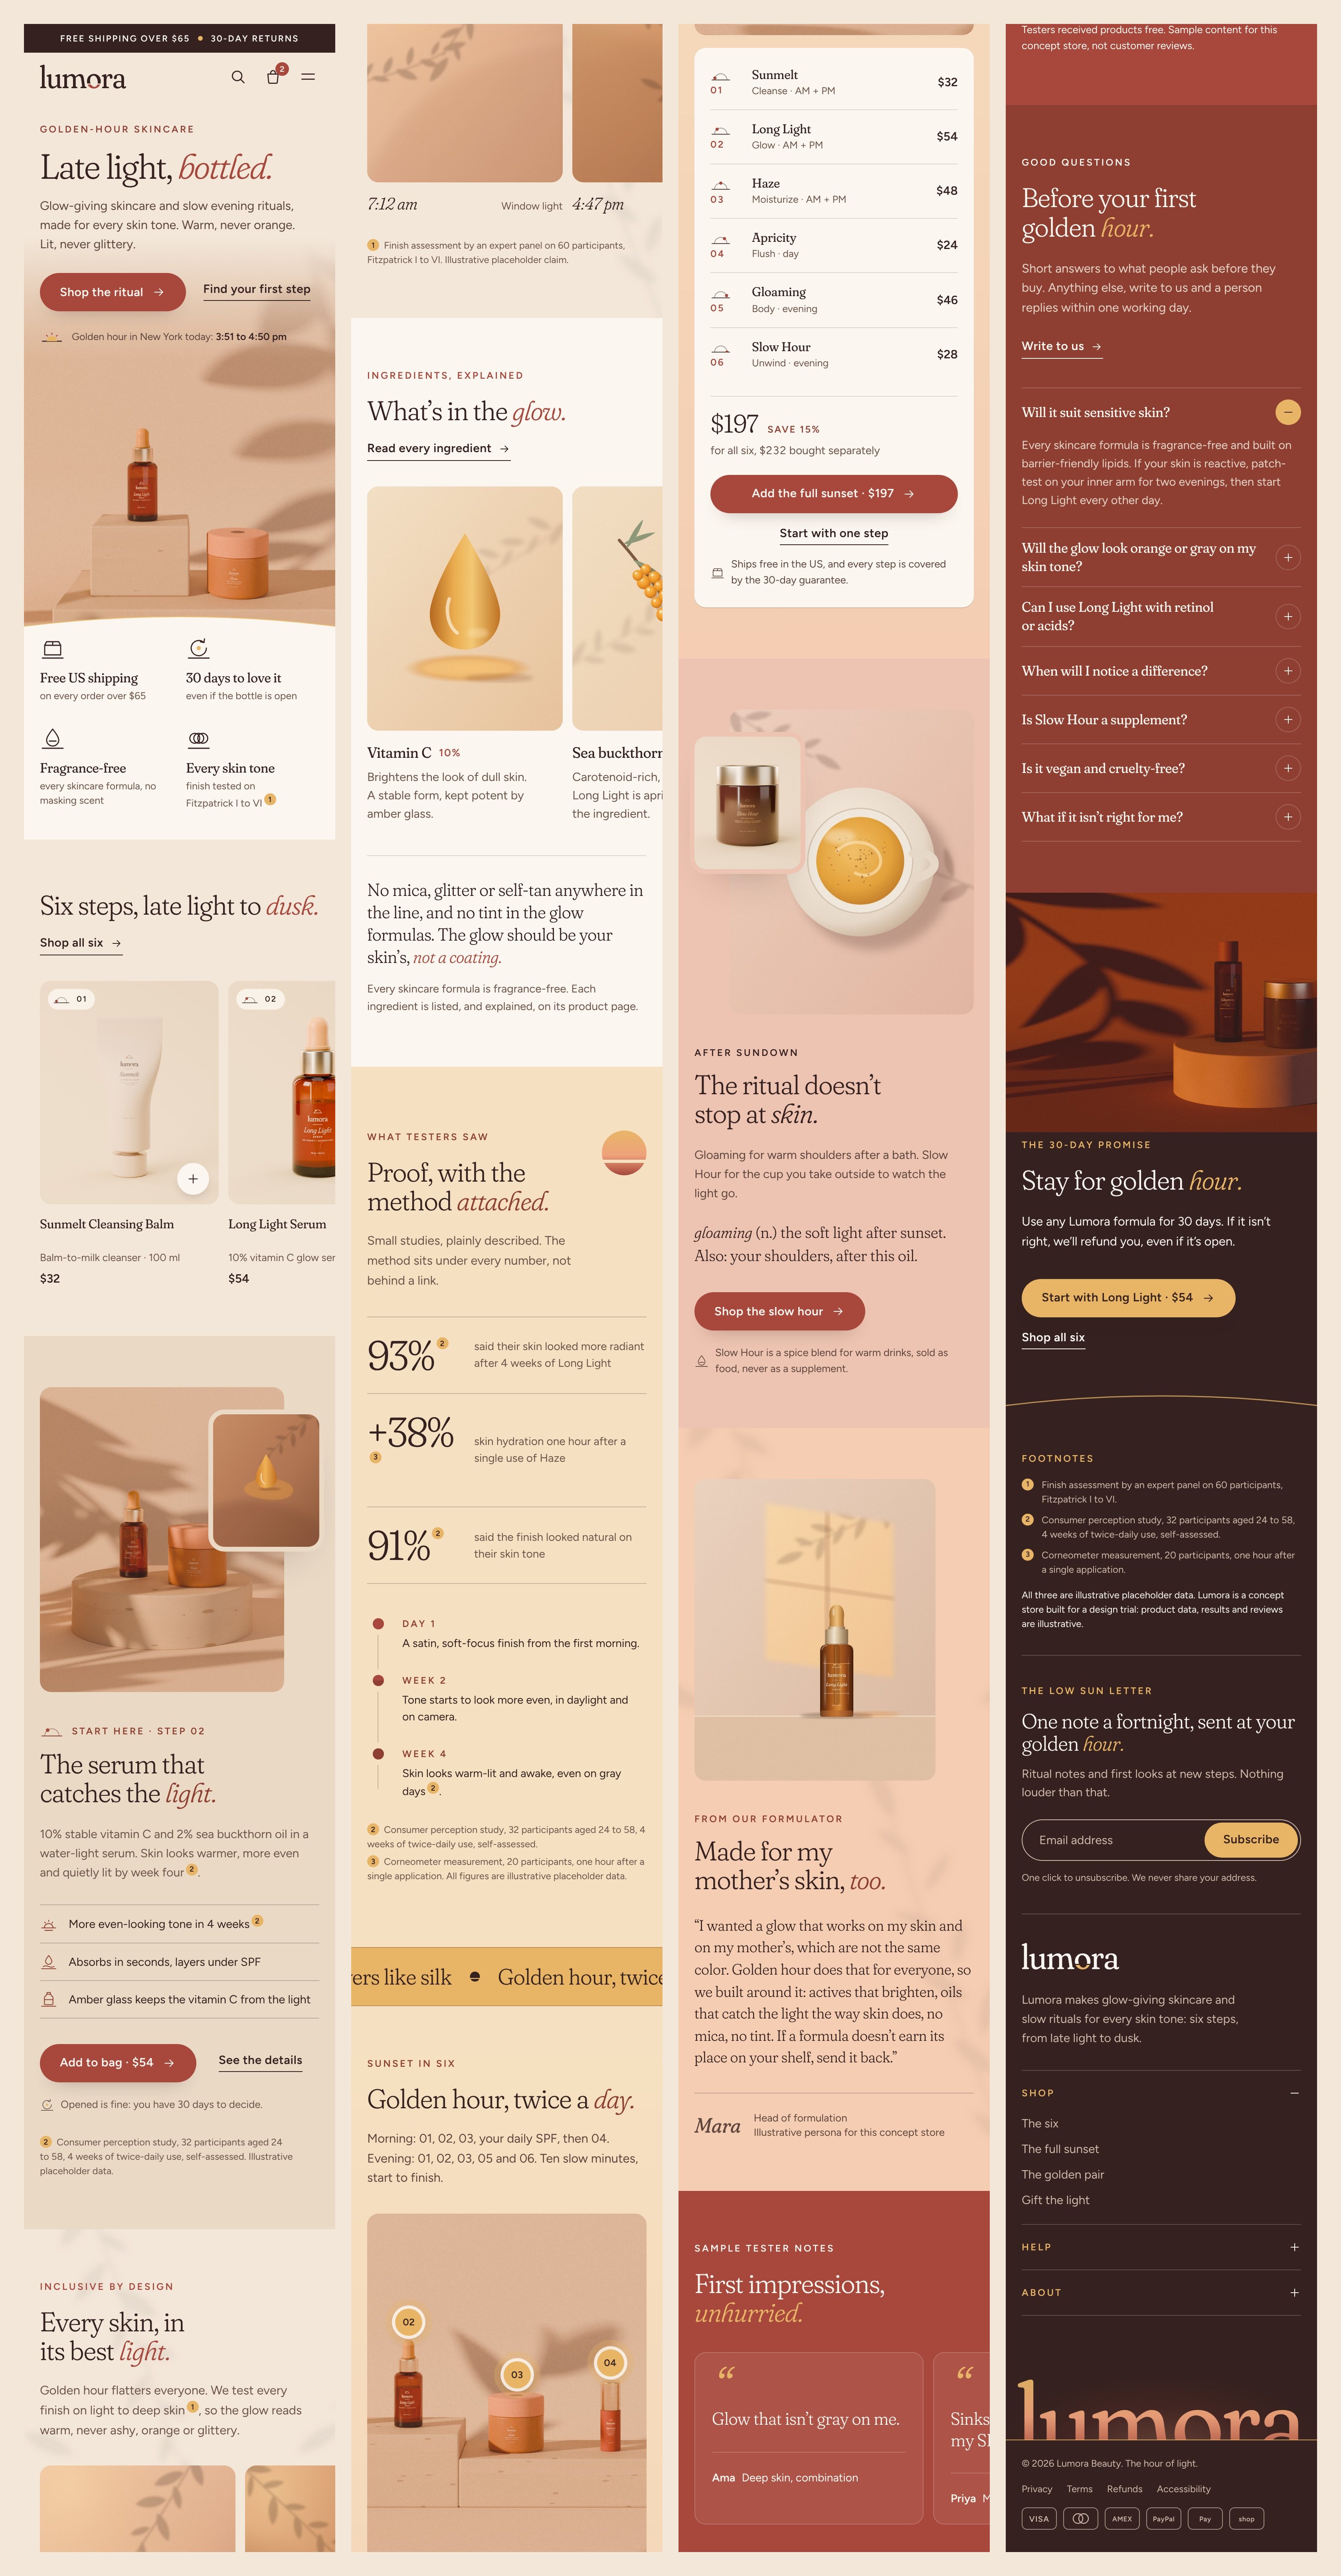 FREE SHIPPING OVER $65 30-DAY RETURNS
lumora
2
GOLDEN-HOUR SKINCARE
Late light, bottled.
Glow-giving skincare and slow evening rituals,
made for every skin tone. Warm, never orange.
Lit, never glittery.
Shop the ritual →
Find your first step
Golden hour in New York today: 3:51 to 4:50 pm
lumora
Long Light
lumora
Free US shipping
on every order over $65
30 days to love it
even if the bottle is open
Fragrance-free
every skincare formula, no
masking scent
Every skin tone
finish tested on
Fitzpatrick I to VI 1
Six steps, late light to dusk.
Shop all six →
01
lumora
Sunmelt
+
Sunmelt Cleansing Balm
Balm-to-milk cleanser · 100 ml
$32
02
lumora
Long Light
Long Light Serum
10% vitamin C glow ser
$54
START HERE · STEP 02
The serum that
catches the light.
10% stable vitamin C and 2% sea buckthorn oil in a
water-light serum. Skin looks warmer, more even
and quietly lit by week four 2.
More even-looking tone in 4 weeks 2
Absorbs in seconds, layers under SPF
Amber glass keeps the vitamin C from the light
Add to bag · $54 →
See the details
Opened is fine: you have 30 days to decide.
2 Consumer perception study, 32 participants aged 24
to 58, 4 weeks of twice-daily use, self-assessed. Illustrative
placeholder data.
INCLUSIVE BY DESIGN
Every skin, in
its best light.
Golden hour flatters everyone. We test every
finish on light to deep skin 1, so the glow reads
warm, never ashy, orange or glittery.
7:12 am
Window light
4:47 pm
1 Finish assessment by an expert panel on 60 participants,
Fitzpatrick I to VI. Illustrative placeholder claim.
INGREDIENTS, EXPLAINED
What's in the glow.
Read every ingredient →
Vitamin C 10%
Brightens the look of dull skin.
A stable form, kept potent by
amber glass.
Sea buckthorn
Carotenoid-rich,
Long Light is apri
the ingredient.
No mica, glitter or self-tan anywhere in
the line, and no tint in the glow
formulas. The glow should be your
skin's, not a coating.
Every skincare formula is fragrance-free. Each
ingredient is listed, and explained, on its product page.
WHAT TESTERS SAW
Proof, with the
method attached.
Small studies, plainly described. The
method sits under every number, not
behind a link.
93% 2
said their skin looked more radiant
after 4 weeks of Long Light
+38%
3
skin hydration one hour after a
single use of Haze
91% 2
said the finish looked natural on
their skin tone
DAY 1
A satin, soft-focus finish from the first morning.
WEEK 2
Tone starts to look more even, in daylight and
on camera.
WEEK 4
Skin looks warm-lit and awake, even on gray
days 2.
2 Consumer perception study, 32 participants aged 24 to 58, 4
weeks of twice-daily use, self-assessed.
3 Corneometer measurement, 20 participants, one hour after a
single application. All figures are illustrative placeholder data.
ers like silk Golden hour, twice
SUNSET IN SIX
Golden hour, twice a day.
Morning: 01, 02, 03, your daily SPF, then 04.
Evening: 01, 02, 03, 05 and 06. Ten slow minutes,
start to finish.
02
03
04
01
Sunmelt
Cleanse · AM + PM
$32
02
Long Light
Glow · AM + PM
$54
03
Haze
Moisturize · AM + PM
$48
04
Apricity
Flush · day
$24
05
Gloaming
Body · evening
$46
06
Slow Hour
Unwind · evening
$28
$197 SAVE 15%
for all six, $232 bought separately
Add the full sunset · $197 →
Start with one step
Ships free in the US, and every step is covered
by the 30-day guarantee.
lumora
Slow Hour
AFTER SUNDOWN
The ritual doesn't
stop at skin.
Gloaming for warm shoulders after a bath. Slow
Hour for the cup you take outside to watch the
light go.
gloaming (n.) the soft light after sunset.
Also: your shoulders, after this oil.
Shop the slow hour →
Slow Hour is a spice blend for warm drinks, sold as
food, never as a supplement.
lumora
Long Light
FROM OUR FORMULATOR
Made for my
mother's skin, too.
“I wanted a glow that works on my skin and
on my mother's, which are not the same
color. Golden hour does that for everyone, so
we built around it: actives that brighten, oils
that catch the light the way skin does, no
mica, no tint. If a formula doesn't earn its
place on your shelf, send it back.”
Mara
Head of formulation
Illustrative persona for this concept store
SAMPLE TESTER NOTES
First impressions,
unhurried.
“
Glow that isn't gray on me.
Ama Deep skin, combination
“
Sinks
my S
Priya M
Testers received products free. Sample content for this
concept store, not customer reviews.
GOOD QUESTIONS
Before your first
golden hour.
Short answers to what people ask before they
buy. Anything else, write to us and a person
replies within one working day.
Write to us →
Will it suit sensitive skin?
Every skincare formula is fragrance-free and built on
barrier-friendly lipids. If your skin is reactive, patch-
test on your inner arm for two evenings, then start
Long Light every other day.
Will the glow look orange or gray on my
skin tone?
Can I use Long Light with retinol
or acids?
When will I notice a difference?
Is Slow Hour a supplement?
Is it vegan and cruelty-free?
What if it isn't right for me?
THE 30-DAY PROMISE
Stay for golden hour.
Use any Lumora formula for 30 days. If it isn't
right, we'll refund you, even if it's open.
Start with Long Light · $54 →
Shop all six
FOOTNOTES
1 Finish assessment by an expert panel on 60 participants,
Fitzpatrick I to VI.
2 Consumer perception study, 32 participants aged 24 to 58,
4 weeks of twice-daily use, self-assessed.
3 Corneometer measurement, 20 participants, one hour after
a single application.
All three are illustrative placeholder data. Lumora is a concept
store built for a design trial: product data, results and reviews
are illustrative.
THE LOW SUN LETTER
One note a fortnight, sent at your
golden hour.
Ritual notes and first looks at new steps. Nothing
louder than that.
Email address
Subscribe
One click to unsubscribe. We never share your address.
lumora
Lumora makes glow-giving skincare and
slow rituals for every skin tone: six steps,
from late light to dusk.
SHOP
The six
The full sunset
The golden pair
Gift the light
HELP
ABOUT
lumora
© 2026 Lumora Beauty. The hour of light.
Privacy Terms Refunds Accessibility
VISA AMEX PayPal Pay shop